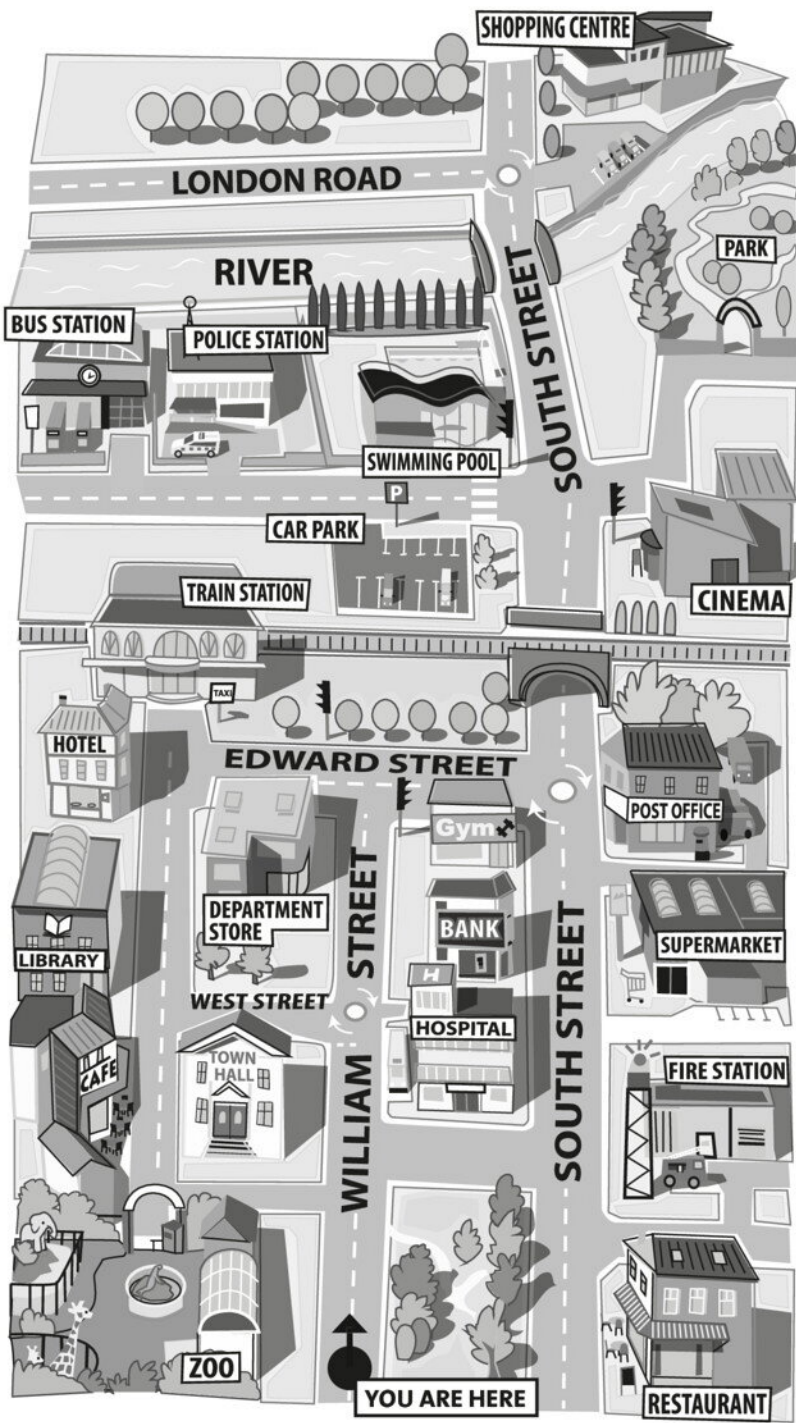 SHOPPING CENTRE
LONDON ROAD
RIVER
PARK
BUS STATION
POLICE STATION
SOUTH STREET
SWIMMING POOL
P
CAR PARK
TRAIN STATION
CINEMA
TAXI
HOTEL
EDWARD STREET
POST OFFICE
Gym
DEPARTMENT
STORE
BANK
LIBRARY
SUPERMARKET
WEST STREET
H
HOSPITAL
WILLIAM STREET
SOUTH STREET
TOWN
HALL
CAFE
FIRE STATION
ZOO
YOU ARE HERE
RESTAURANT